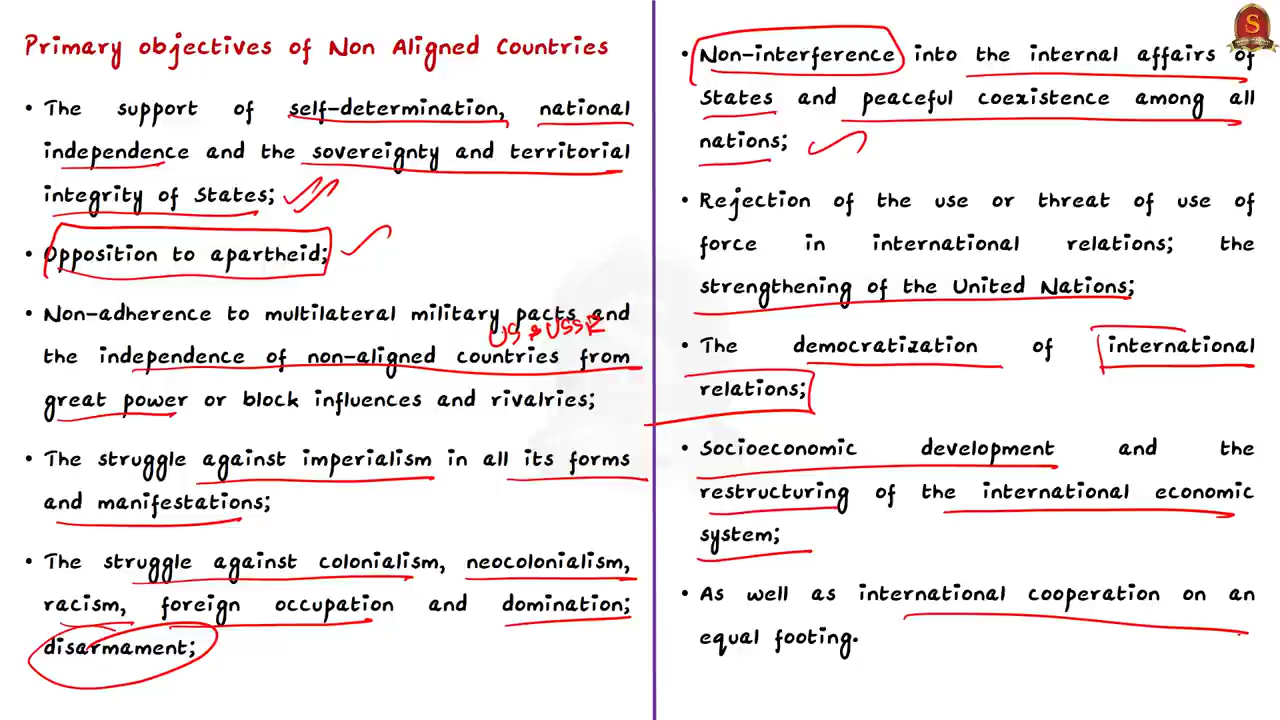 Primary objectives of Non Aligned Countries
• The support of self-determination, national
independence and the sovereignty and territorial
integrity of States;
• Opposition to apartheid;
• Non-adherence to multilateral military pacts and
US & USSR
the independence of non-aligned countries from
great power or block influences and rivalries;
• The struggle against imperialism in all its forms
and manifestations;
• The struggle against colonialism, neocolonialism,
racism, foreign occupation and domination;
disarmament;
• Non-interference into the internal affairs of
States and peaceful coexistence among all
nations;
• Rejection of the use or threat of use of
force in international relations; the
strengthening of the United Nations;
• The democratization of international
relations;
• Socioeconomic development and the
restructuring of the international economic
system;
• As well as international cooperation on an
equal footing.
S